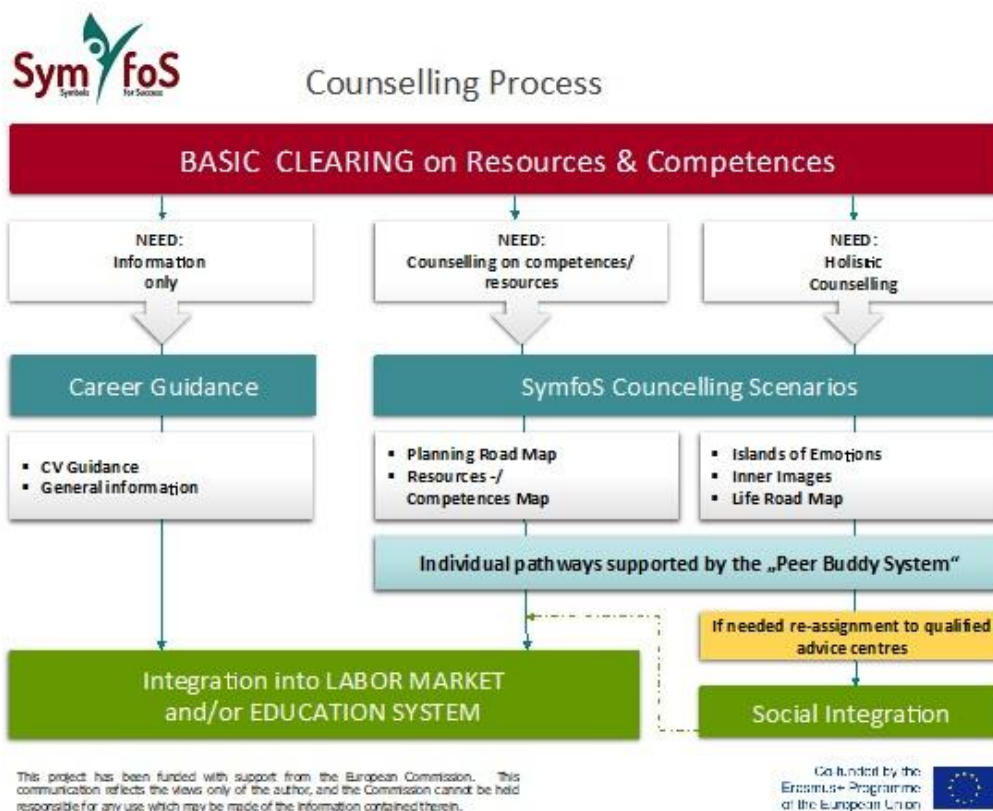 Sym foS
Symbols for Success
Counselling Process
BASIC CLEARING on Resources & Competences
NEED:
Information
only
NEED:
Counselling on competences/
resources
NEED:
Holistic
Counselling
Career Guidance
SymfoS Councelling Scenarios
▪ CV Guidance
▪ General information
▪ Planning Road Map
▪ Resources -/
Competences Map
▪ Islands of Emotions
▪ Inner Images
▪ Life Road Map
Individual pathways supported by the „Peer Buddy System“
If needed re-assignment to qualified
advice centres
Integration into LABOR MARKET
and/or EDUCATION SYSTEM
Social Integration
This project has been funded with support from the European Commission. This
communication reflects the views only of the author, and the Commission cannot be held
responsible for any use which may be made of the information contained therein.
Co-funded by the
Erasmus+ Programme
of the European Union